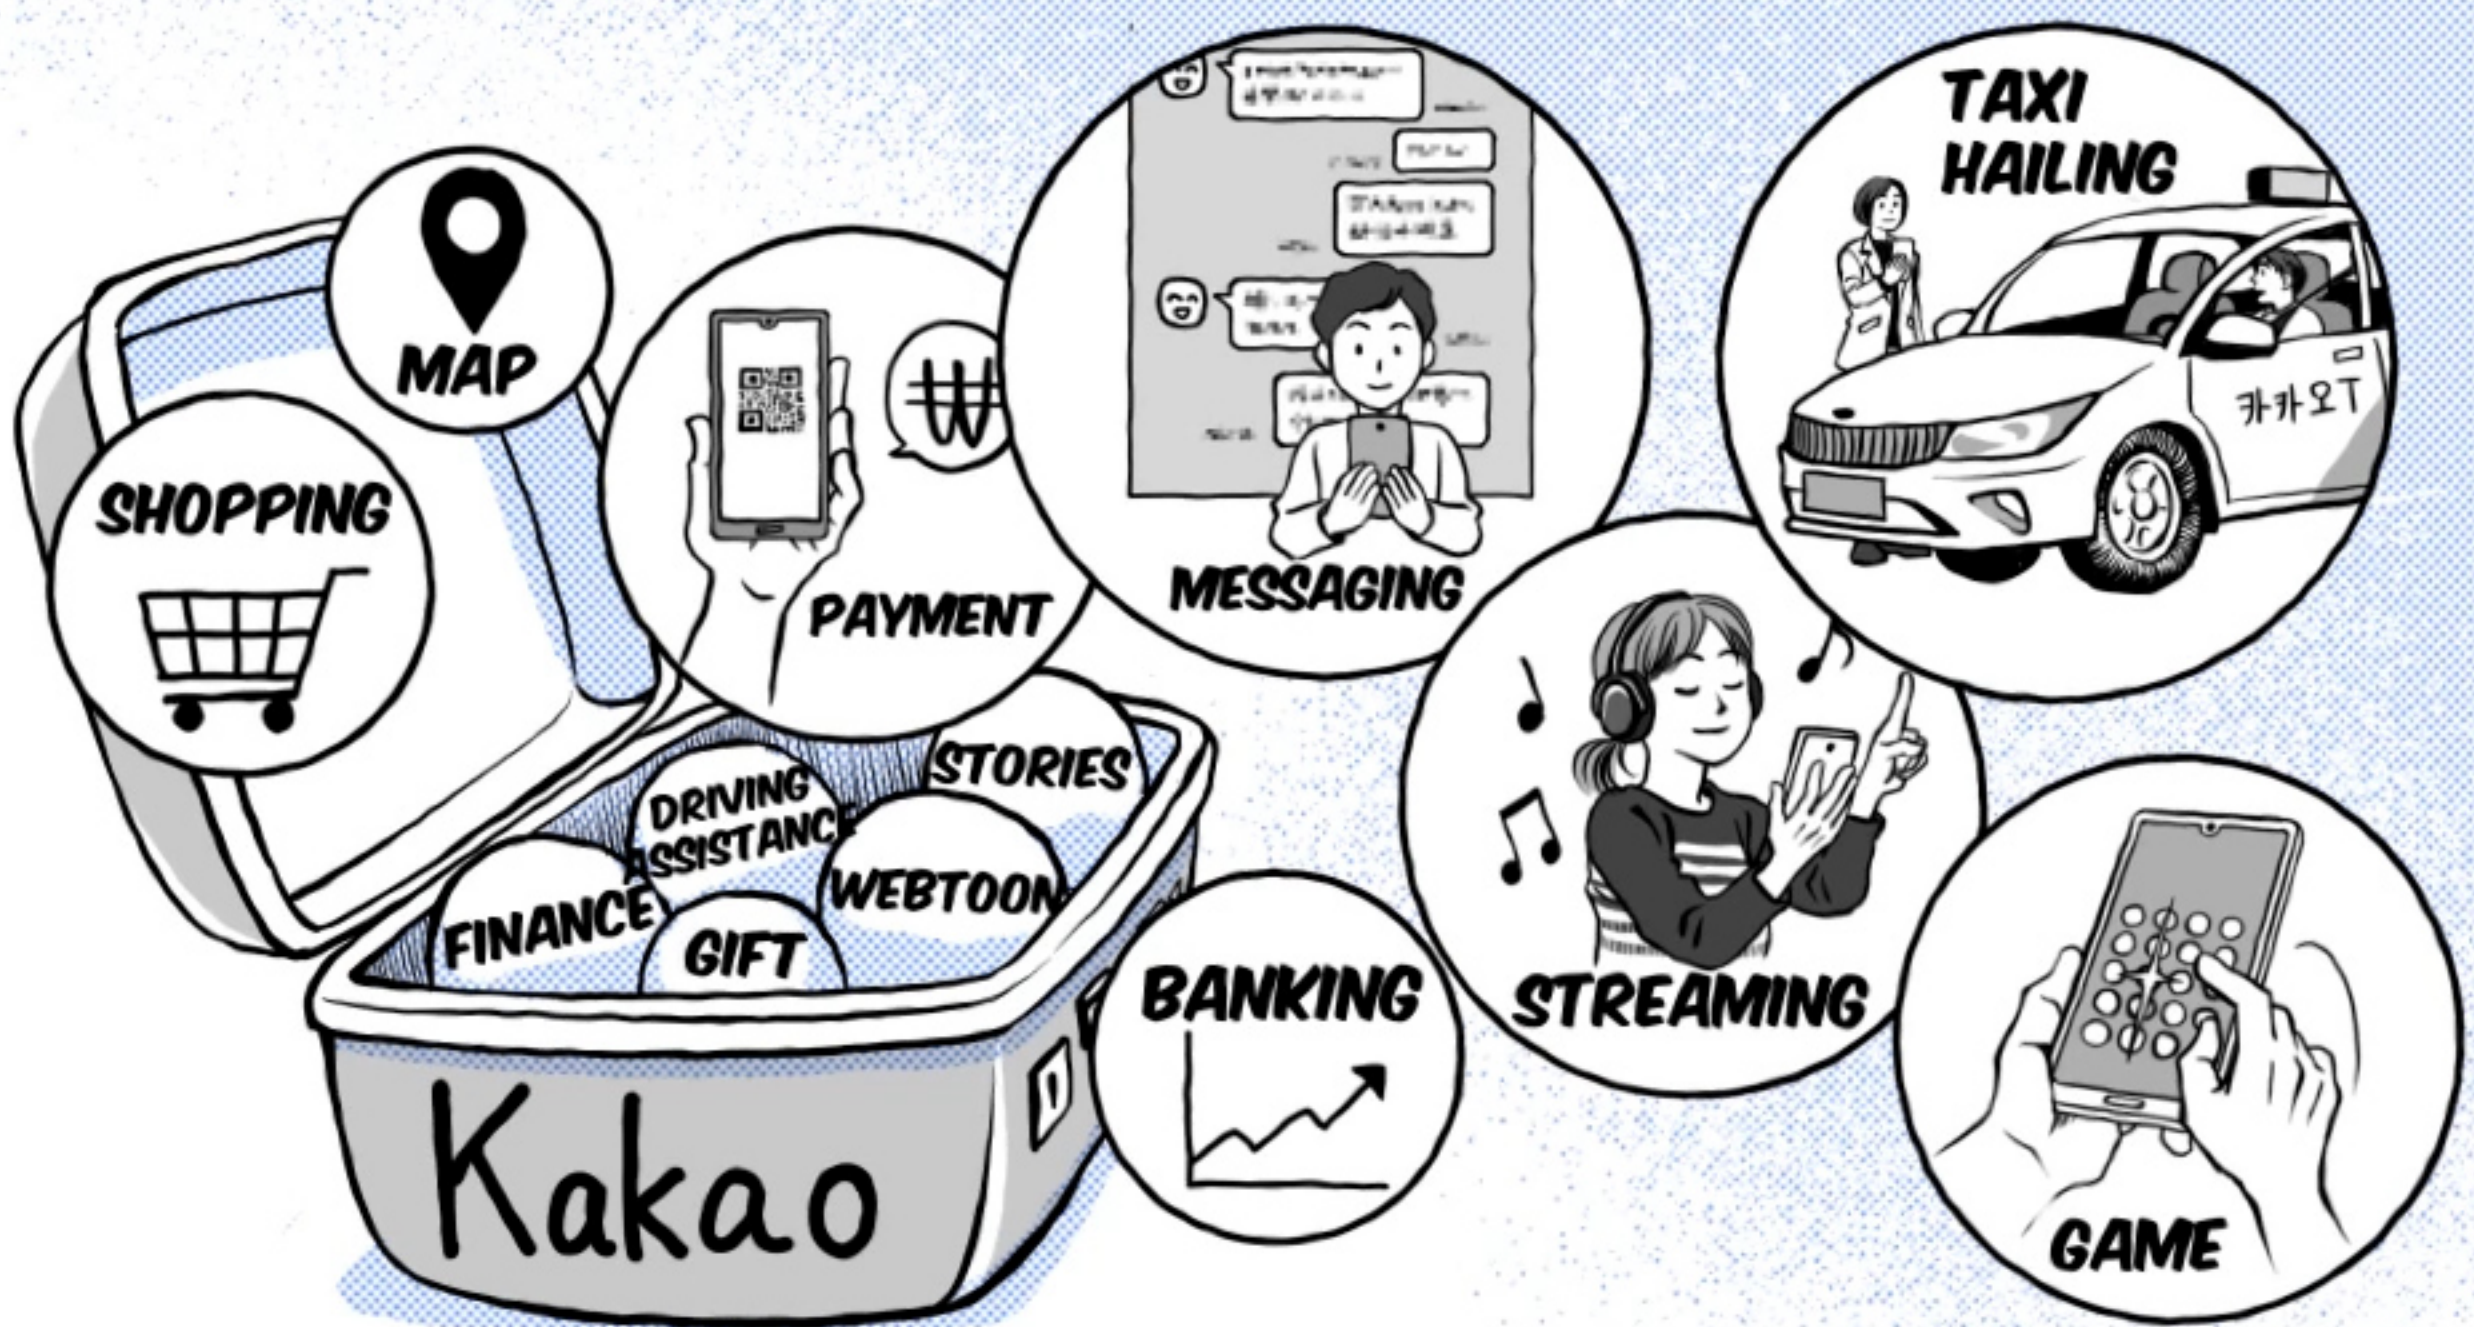 TAXI
HAILING
MAP
SHOPPING
₩
카카오T
PAYMENT
MESSAGING
STORIES
DRIVING
ASSISTANCE
WEBTOON
FINANCE
GIFT
BANKING
STREAMING
Kakao
GAME